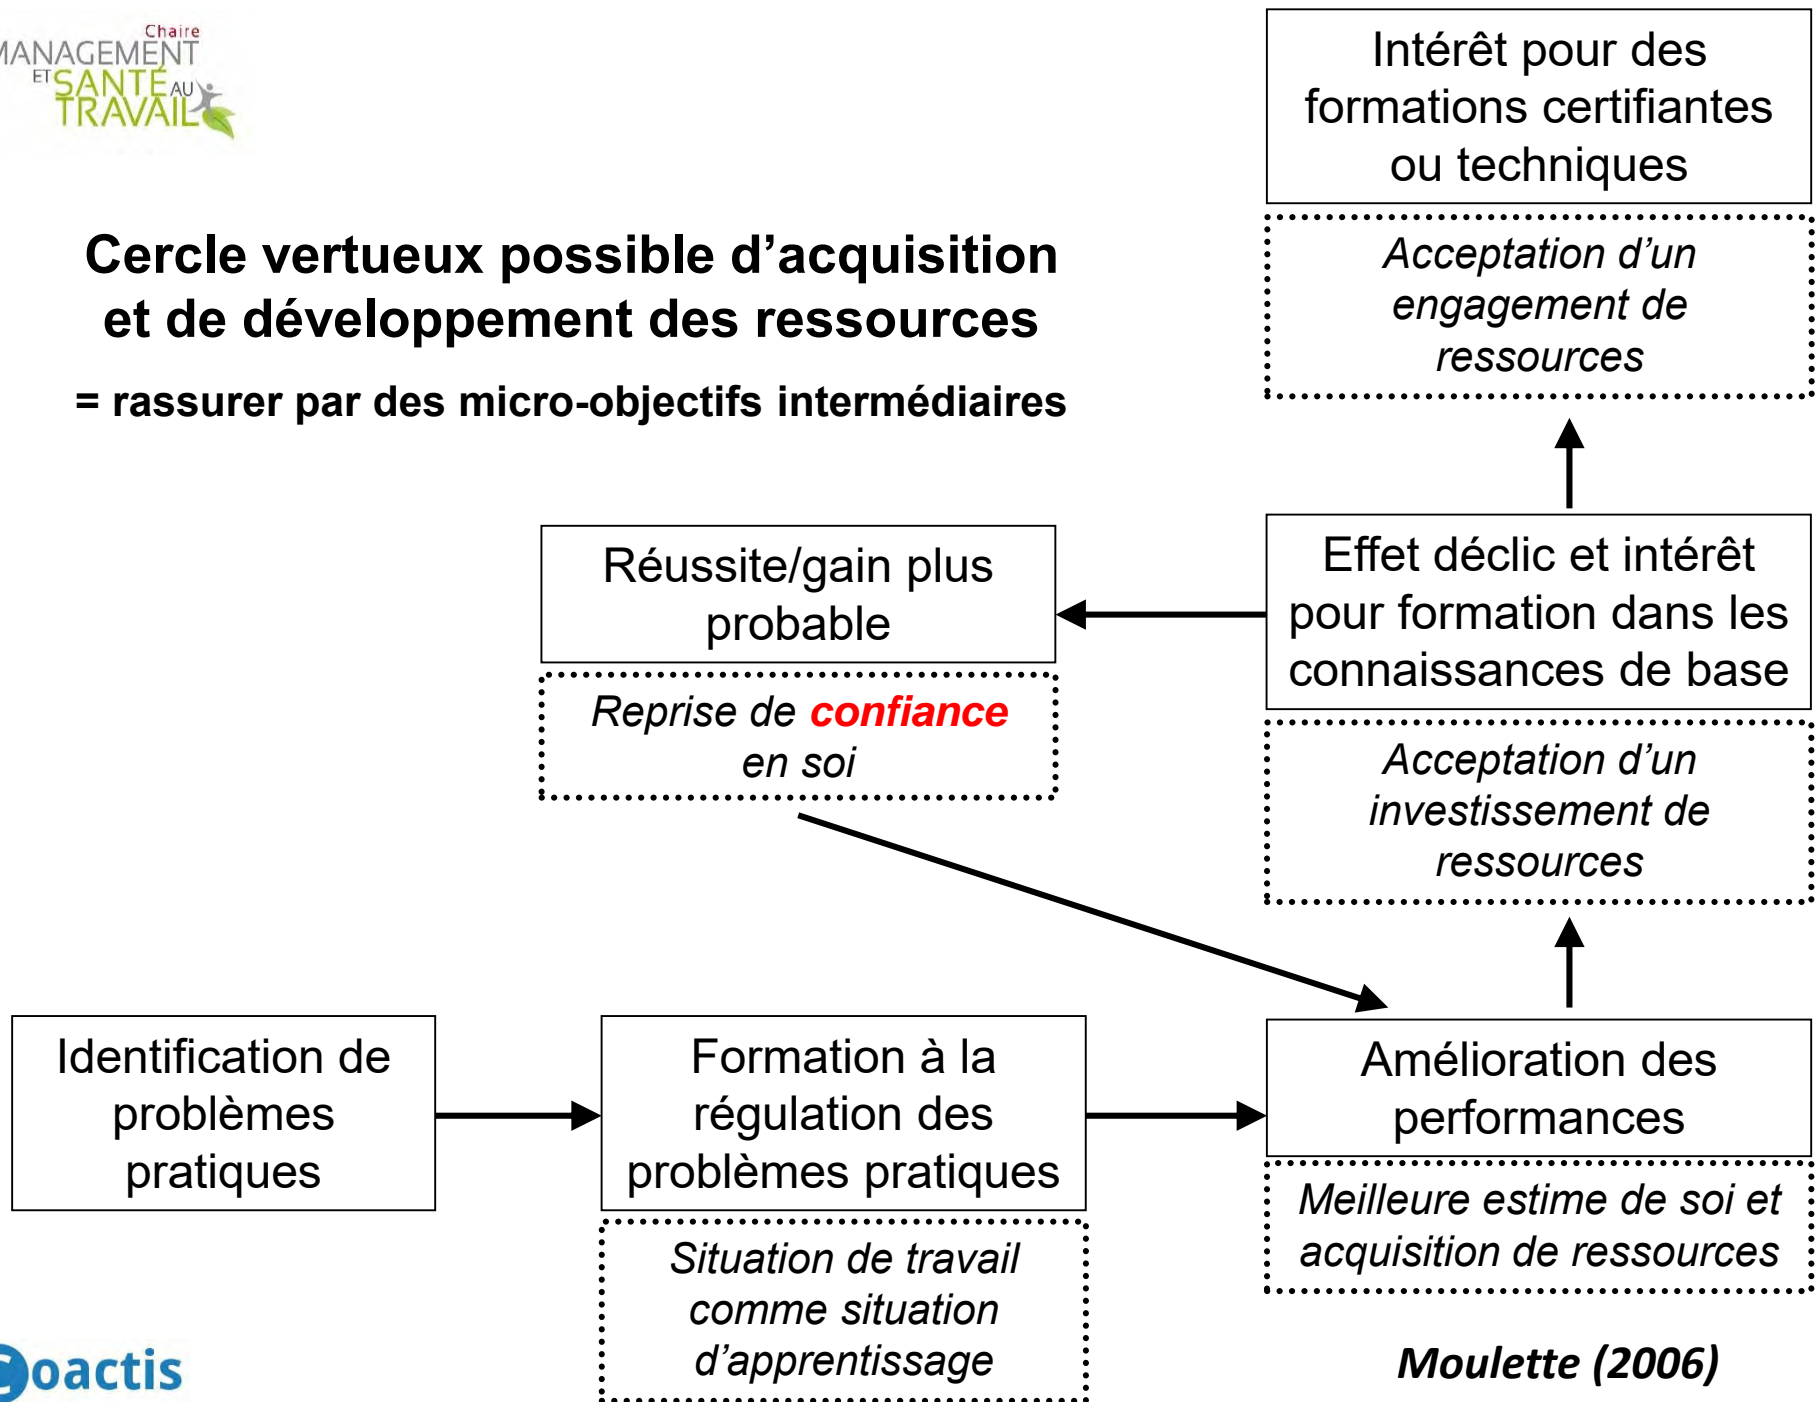 Chaire
MANAGEMENT
ET SANTÉ AU
TRAVAIL
Intérêt pour des
formations certifiantes
ou techniques
Acceptation d’un
engagement de
ressources
Cercle vertueux possible d’acquisition
et de développement des ressources
= rassurer par des micro-objectifs intermédiaires
Réussite/gain plus
probable
Reprise de confiance
en soi
Effet déclic et intérêt
pour formation dans les
connaissances de base
Acceptation d’un
investissement de
ressources
Identification de
problèmes
pratiques
Formation à la
régulation des
problèmes pratiques
Situation de travail
comme situation
d’apprentissage
Amélioration des
performances
Meilleure estime de soi et
acquisition de ressources
Coactis
Moulette (2006)